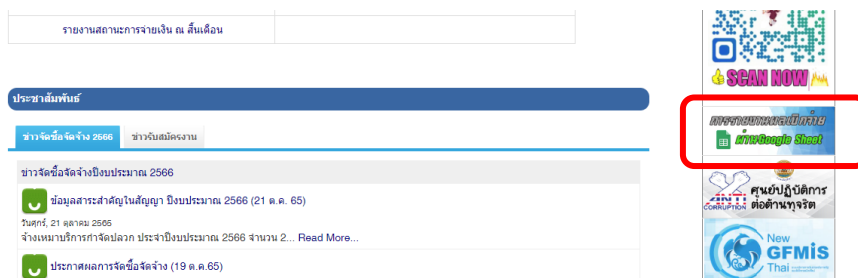 รายงานสถานะการจ่ายเงิน ณ สิ้นเดือน
ประชาสัมพันธ์
ข่าวจัดซื้อจัดจ้าง 2566 ข่าวรับสมัครงาน
ข่าวจัดซื้อจัดจ้างปีงบประมาณ 2566
ข้อมูลสาระสำคัญในสัญญา ปีงบประมาณ 2566 (21 ต.ค. 65)
วันศุกร์, 21 ตุลาคม 2565
จ้างเหมาบริการกำจัดปลวก ประจำปีงบประมาณ 2566 จำนวน 2... Read More...
ประกาศผลการจัดซื้อจัดจ้าง (19 ต.ค.65)
SCAN NOW
การรายงานผลเบิกจ่าย
ผ่านGoogle Sheet
ANTI
CORRUPTION
ศูนย์ปฏิบัติการ
ต่อต้านทุจริต
New
GFMiS
Thai